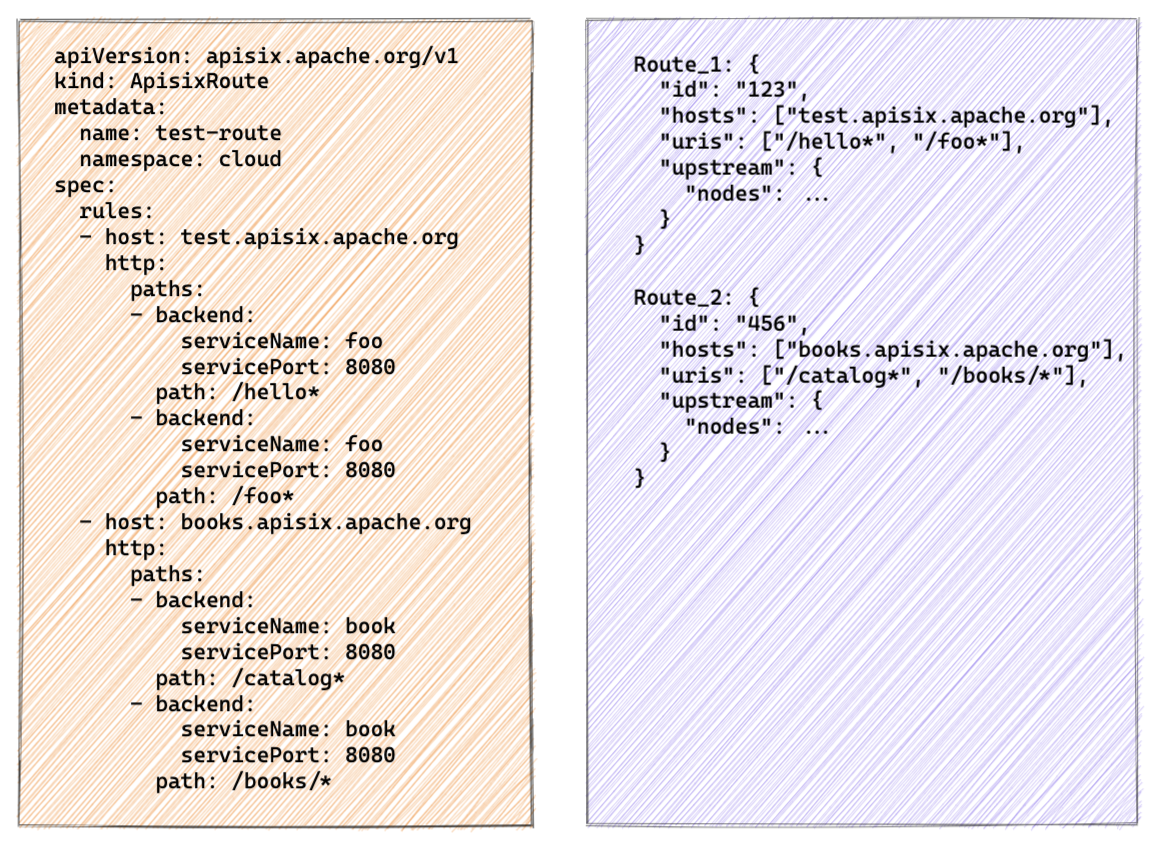 apiVersion: apisix.apache.org/v1
kind: ApisixRoute
metadata:
  name: test-route
  namespace: cloud
spec:
  rules:
  - host: test.apisix.apache.org
    http:
      paths:
      - backend:
          serviceName: foo
          servicePort: 8080
        path: /hello*
      - backend:
          serviceName: foo
          servicePort: 8080
        path: /foo*
  - host: books.apisix.apache.org
    http:
      paths:
      - backend:
          serviceName: book
          servicePort: 8080
        path: /catalog*
      - backend:
          serviceName: book
          servicePort: 8080
        path: /books/*
Route_1: {
  "id": "123",
  "hosts": ["test.apisix.apache.org"],
  "uris": ["/hello*", "/foo*"],
  "upstream": {
    "nodes": ...
  }
}
Route_2: {
  "id": "456",
  "hosts": ["books.apisix.apache.org"],
  "uris": ["/catalog*", "/books/*"],
  "upstream": {
    "nodes": ...
  }
}